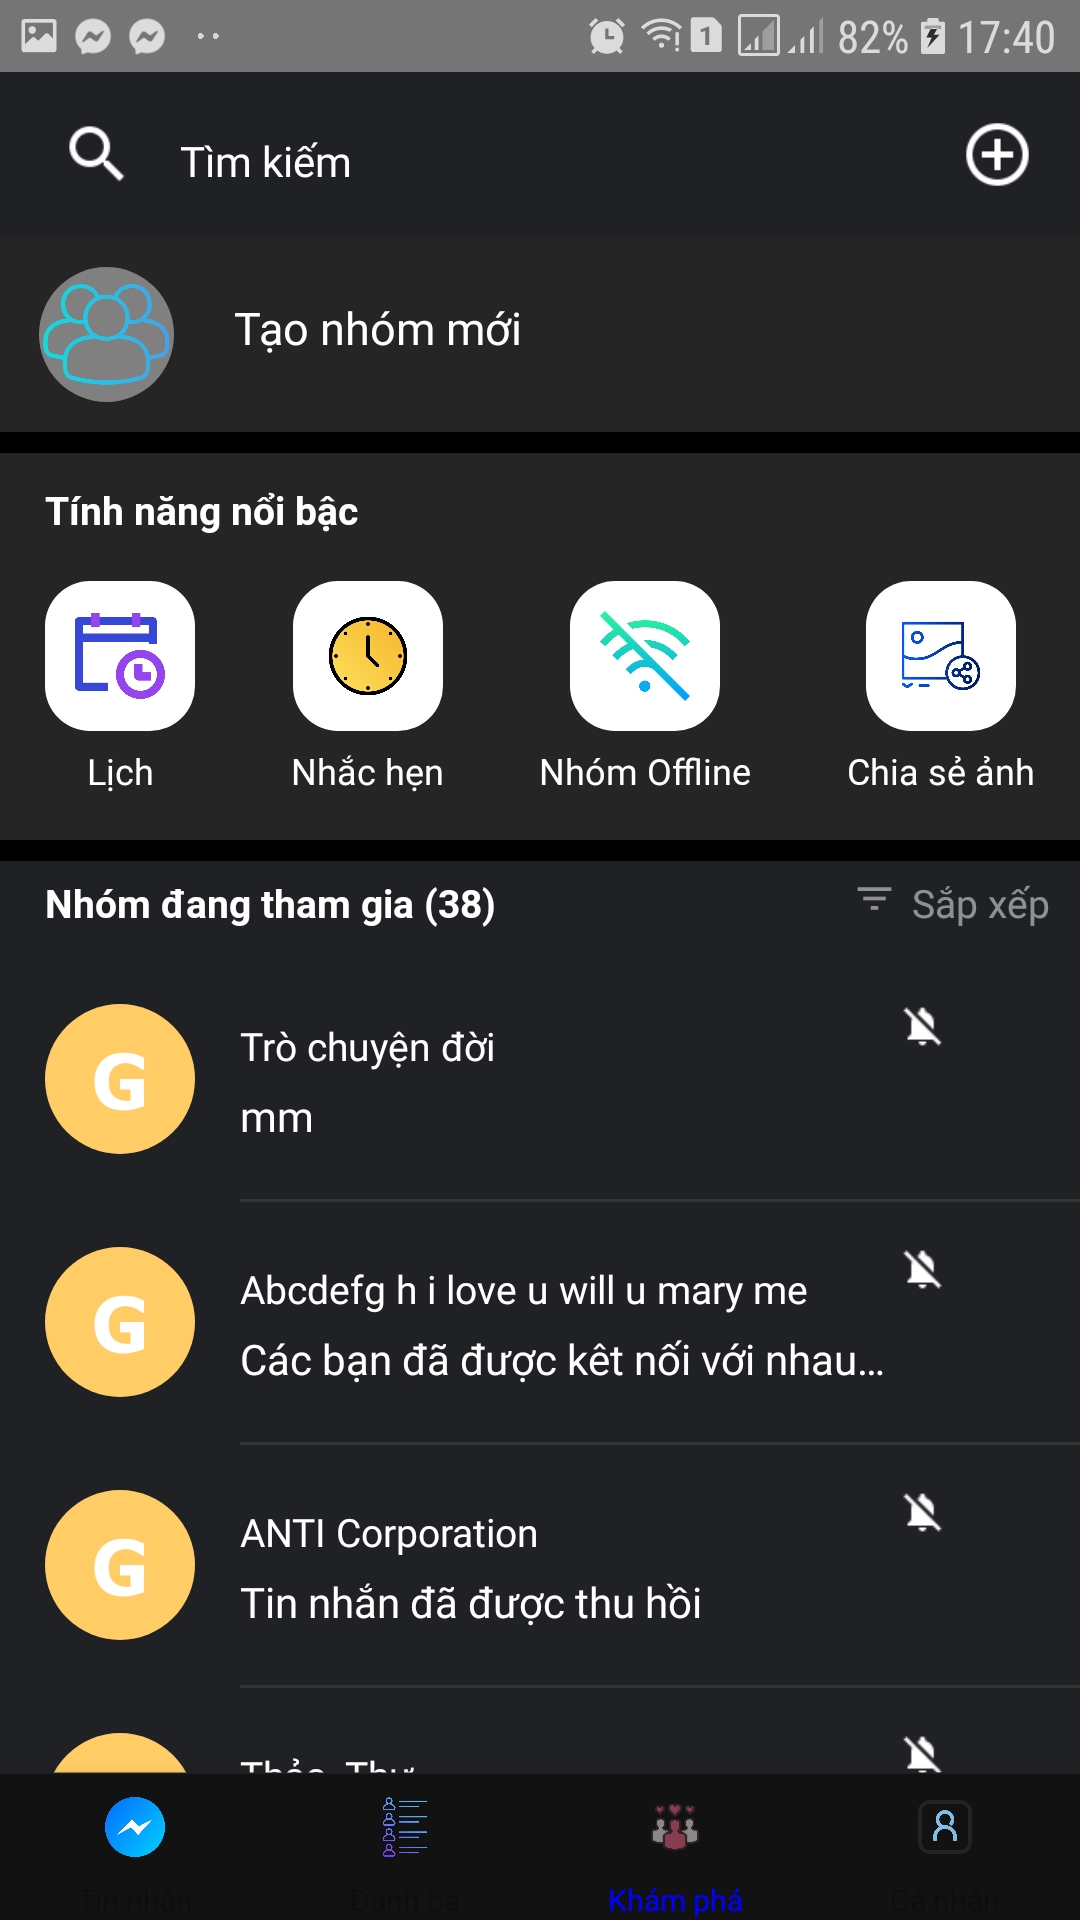 1 82% 17:40
Tìm kiếm
Tạo nhóm mới
Tính năng nổi bậc
Lịch Nhắc hẹn Nhóm Offline Chia sẻ ảnh
Nhóm đang tham gia (38) Sắp xếp
G Trò chuyện đời
mm
G Abcdefg h i love u will u mary me
Các bạn đã được kêt nối với nhau...
G ANTI Corporation
Tin nhắn đã được thu hồi
Thảo, Thư
Tin nhắn Danh bạ Khám phá Cá nhân